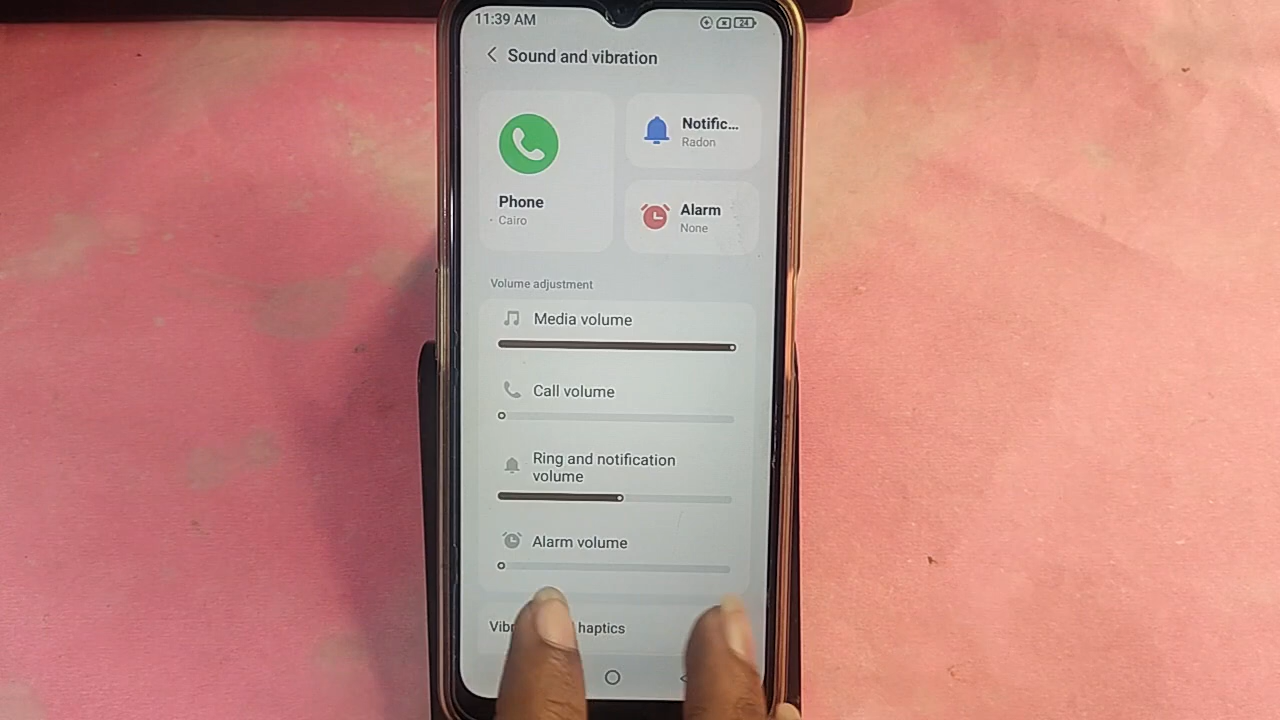 11:39 AM
24
Sound and vibration
Phone
· Cairo
Notific...
Radon
Alarm
None
Volume adjustment
Media volume
Call volume
Ring and notification
volume
Alarm volume
haptics